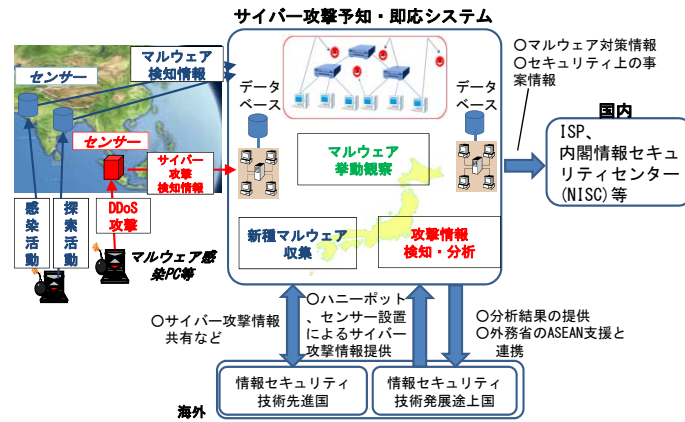 サイバー攻撃予知・即応システム
マルウェア
検知情報
センサー
センサー
サイバー
攻撃
検知情報
感染活動
探索活動
DDoS
攻撃
マルウェア感
染PC等
データ
ベース
データ
ベース
マルウェア
挙動観察
新種マルウェア
収集
攻撃情報
検知・分析
○マルウェア対策情報
○セキュリティ上の事
案情報
国内
ISP、
内閣情報セキュ
リティセンター
(NISC)等
○サイバー攻撃情報
共有など
○ハニーポット
、センサー設置
によるサイバー
攻撃情報提供
○分析結果の提供
○外務省のASEAN支援と
連携
海外
情報セキュリティ
技術先進国
情報セキュリティ
技術発展途上国